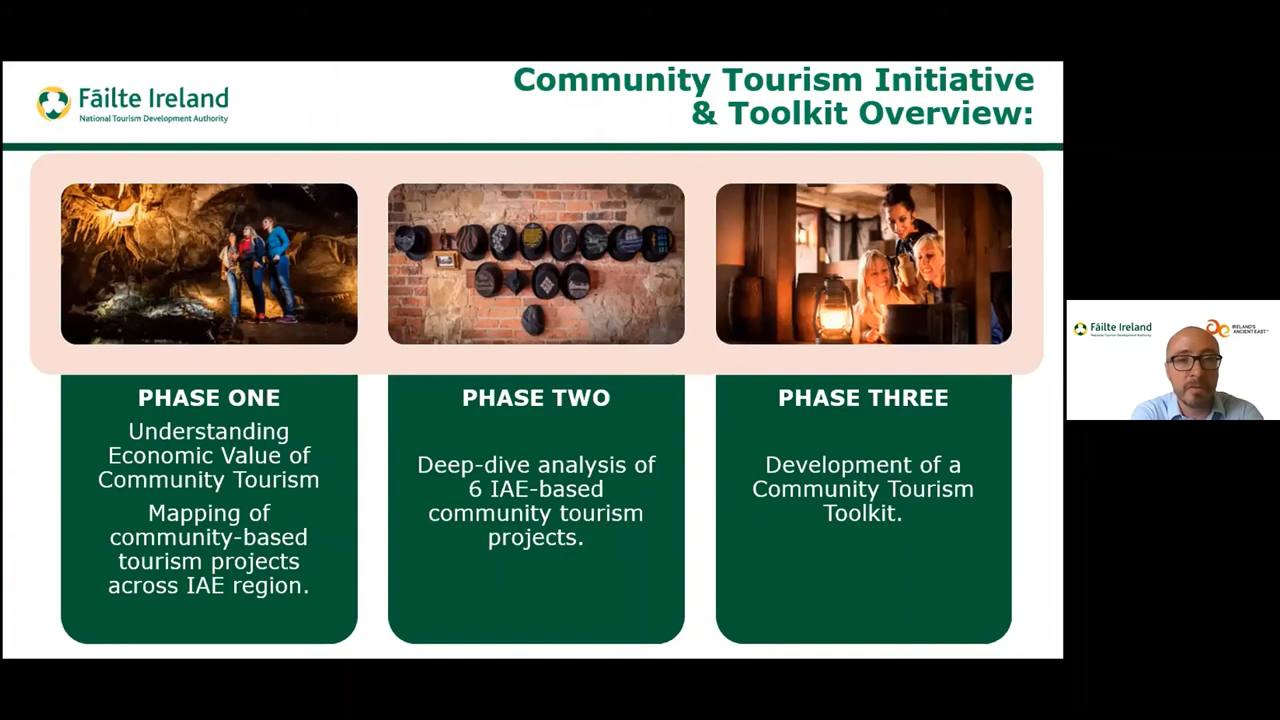 Fáilte Ireland
National Tourism Development Authority
Community Tourism Initiative
& Toolkit Overview:
PHASE ONE
Understanding
Economic Value of
Community Tourism
Mapping of
community-based
tourism projects
across IAE region.
PHASE TWO
Deep-dive analysis of
6 IAE-based
community tourism
projects.
PHASE THREE
Development of a
Community Tourism
Toolkit.
Fáilte Ireland
National Tourism Development Authority
IRELAND'S
ANCIENT EAST